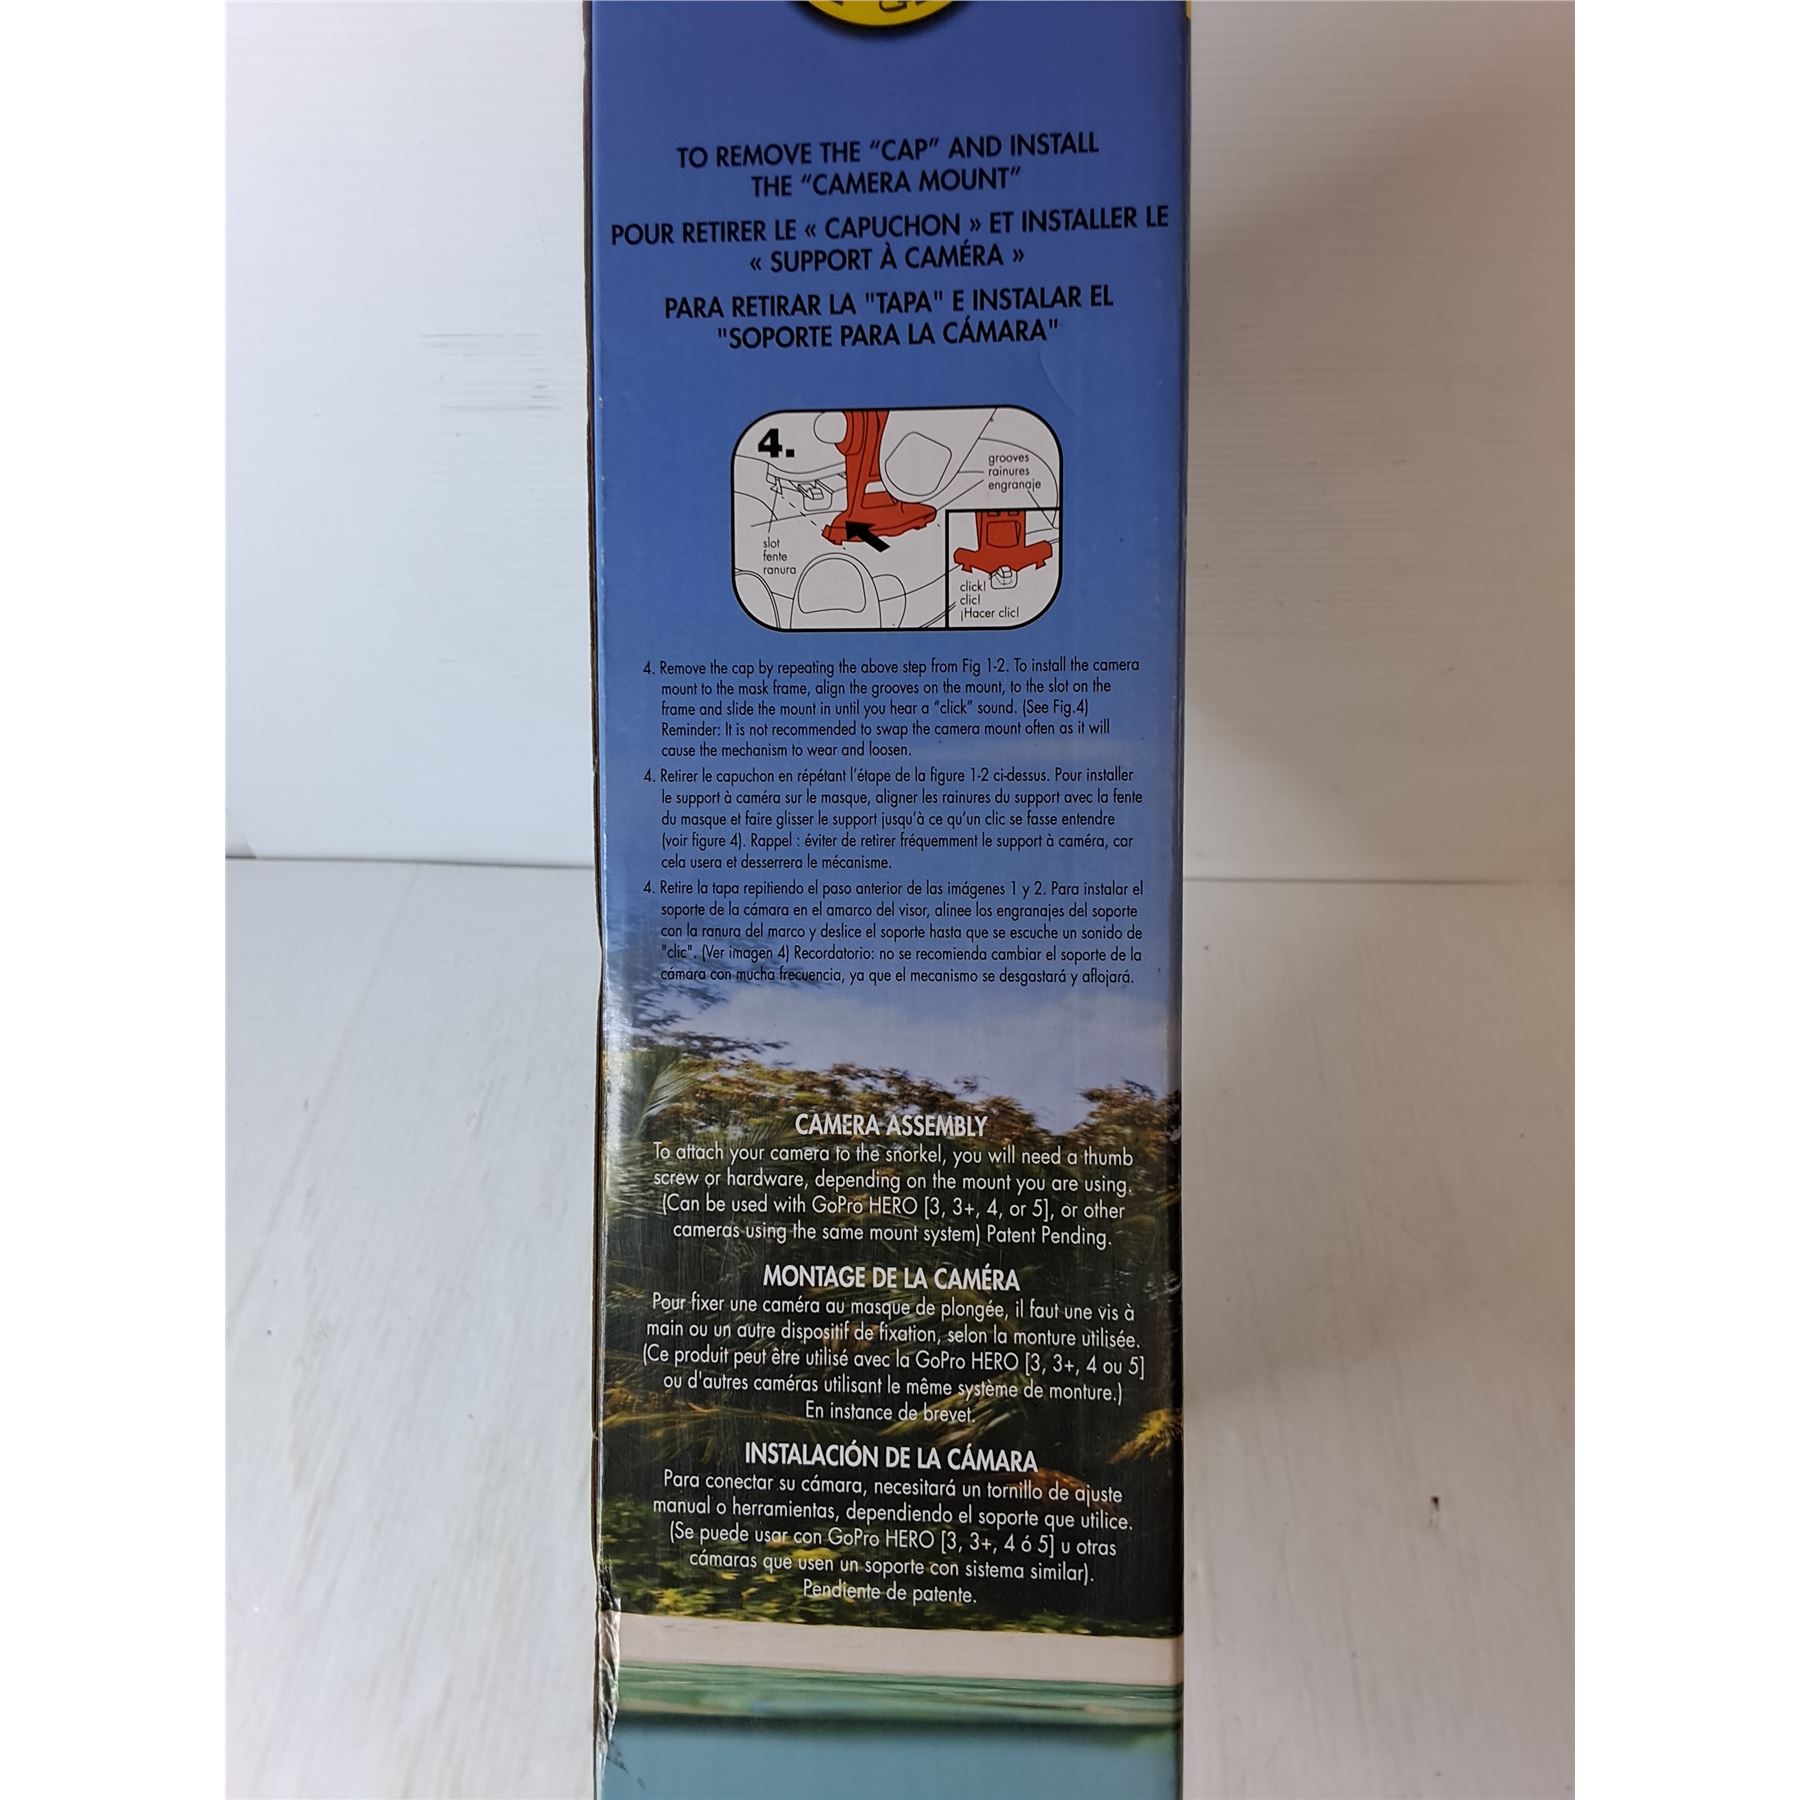 TO REMOVE THE “CAP” AND INSTALL
THE “CAMERA MOUNT”
POUR RETIRER LE « CAPUCHON » ET INSTALLER LE
« SUPPORT À CAMÉRA »
PARA RETIRAR LA "TAPA" E INSTALAR EL
"SOPORTE PARA LA CÁMARA"
4.
grooves
rainures
engranaje
slot
fente
ranura
click!
clic!
¡Hacer clic!
4. Remove the cap by repeating the above step from Fig 1-2. To install the camera
mount to the mask frame, align the grooves on the mount, to the slot on the
frame and slide the mount in until you hear a “click” sound. (See Fig.4)
Reminder: It is not recommended to swap the camera mount often as it will
cause the mechanism to wear and loosen.
4. Retirer le capuchon en répétant l’étape de la figure 1-2 ci-dessus. Pour installer
le support à caméra sur le masque, aligner les rainures du support avec la fente
du masque et faire glisser le support jusqu’à ce qu’un clic se fasse entendre
(voir figure 4). Rappel : éviter de retirer fréquemment le support à caméra, car
cela usera et desserrera le mécanisme.
4. Retire la tapa repitiendo el paso anterior de las imágenes 1 y 2. Para instalar el
soporte de la cámara en el amarco del visor, alinee los engranajes del soporte
con la ranura del marco y deslice el soporte hasta que se escuche un sonido de
"clic". (Ver imagen 4) Recordatorio: no se recomienda cambiar el soporte de la
cámara con mucha frecuencia, ya que el mecanismo se desgastará y aflojará.
CAMERA ASSEMBLY
To attach your camera to the snorkel, you will need a thumb
screw or hardware, depending on the mount you are using.
(Can be used with GoPro HERO [3, 3+, 4, or 5], or other
cameras using the same mount system) Patent Pending.
MONTAGE DE LA CAMÉRA
Pour fixer une caméra au masque de plongée, il faut une vis à
main ou un autre dispositif de fixation, selon la monture utilisée.
(Ce produit peut être utilisé avec la GoPro HERO [3, 3+, 4 ou 5]
ou d'autres caméras utilisant le même système de monture.)
En instance de brevet.
INSTALACIÓN DE LA CÁMARA
Para conectar su cámara, necesitará un tornillo de ajuste
manual o herramientas, dependiendo el soporte que utilice.
(Se puede usar con GoPro HERO [3, 3+, 4 ó 5] u otras
cámaras que usen un soporte con sistema similar).
Pendiente de patente.